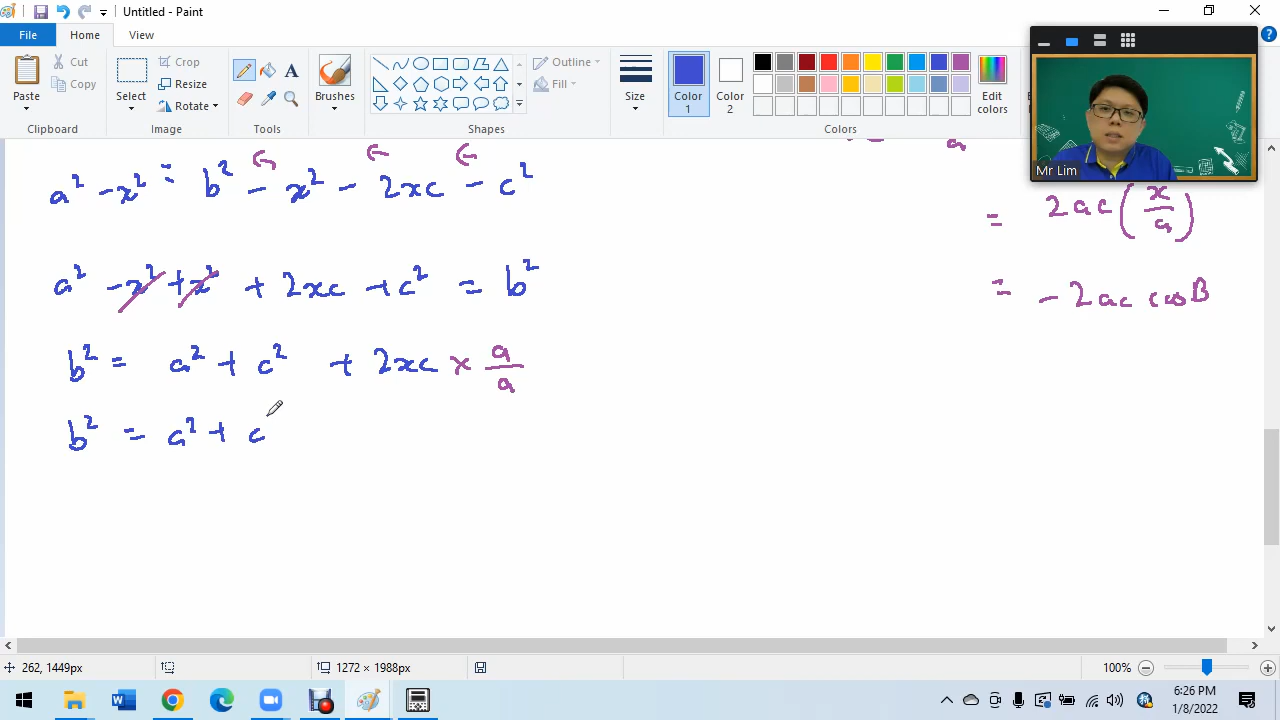 Untitled - Paint
File Home View
Paste
Cut
Copy
Clipboard
Select
Crop
Resize
Rotate
Image
Tools
Brushes
Shapes
Outline
Fill
Size
Color 1
Color 2
Edit colors
Colors
Mr Lim
a² - x² = b² - x² - 2xc - c²
a² - x² + x² + 2xc + c² = b²
b² = a² + c² + 2xc × a/a
b² = a² + c
a
= 2ac (x/a)
= - 2ac cos B
262, 1449px
1272 × 1988px
100%
6:26 PM
1/8/2022